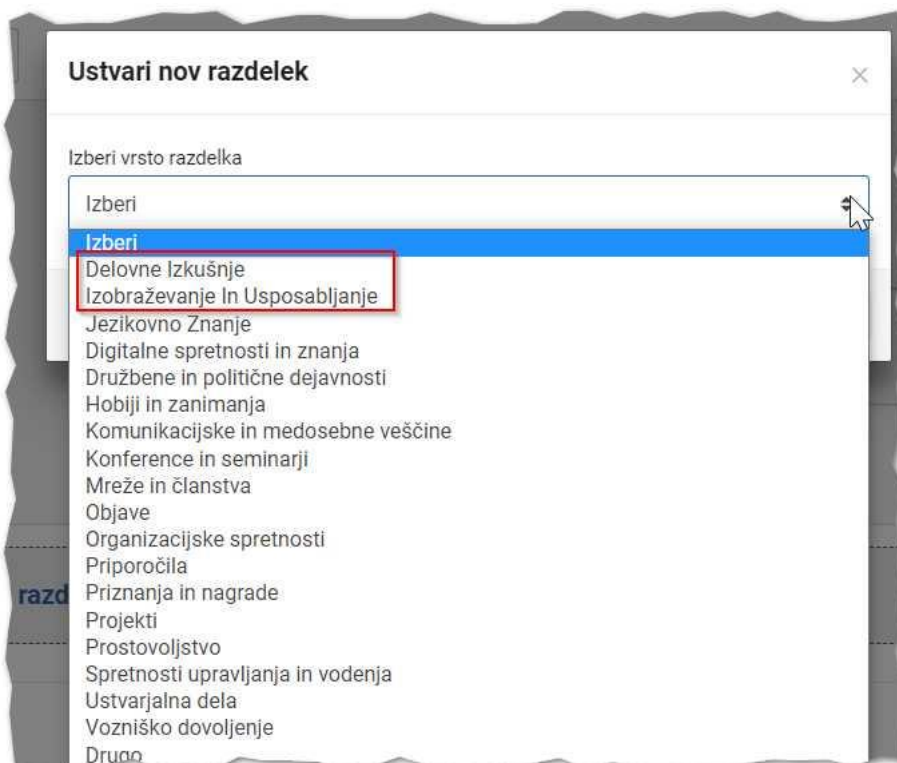 Ustvari nov razdelek
Izberi vrsto razdelka
Izberi
Izberi
Delovne Izkušnje
Izobraževanje In Usposabljanje
Jezikovno Znanje
Digitalne spretnosti in znanja
Družbene in politične dejavnosti
Hobiji in zanimanja
Komunikacijske in medosebne veščine
Konference in seminarji
Mreže in članstva
Objave
Organizacijske spretnosti
Priporočila
razd
Priznanja in nagrade
Projekti
Prostovoljstvo
Spretnosti upravljanja in vodenja
Ustvarjalna dela
Vozniško dovoljenje
Drugo